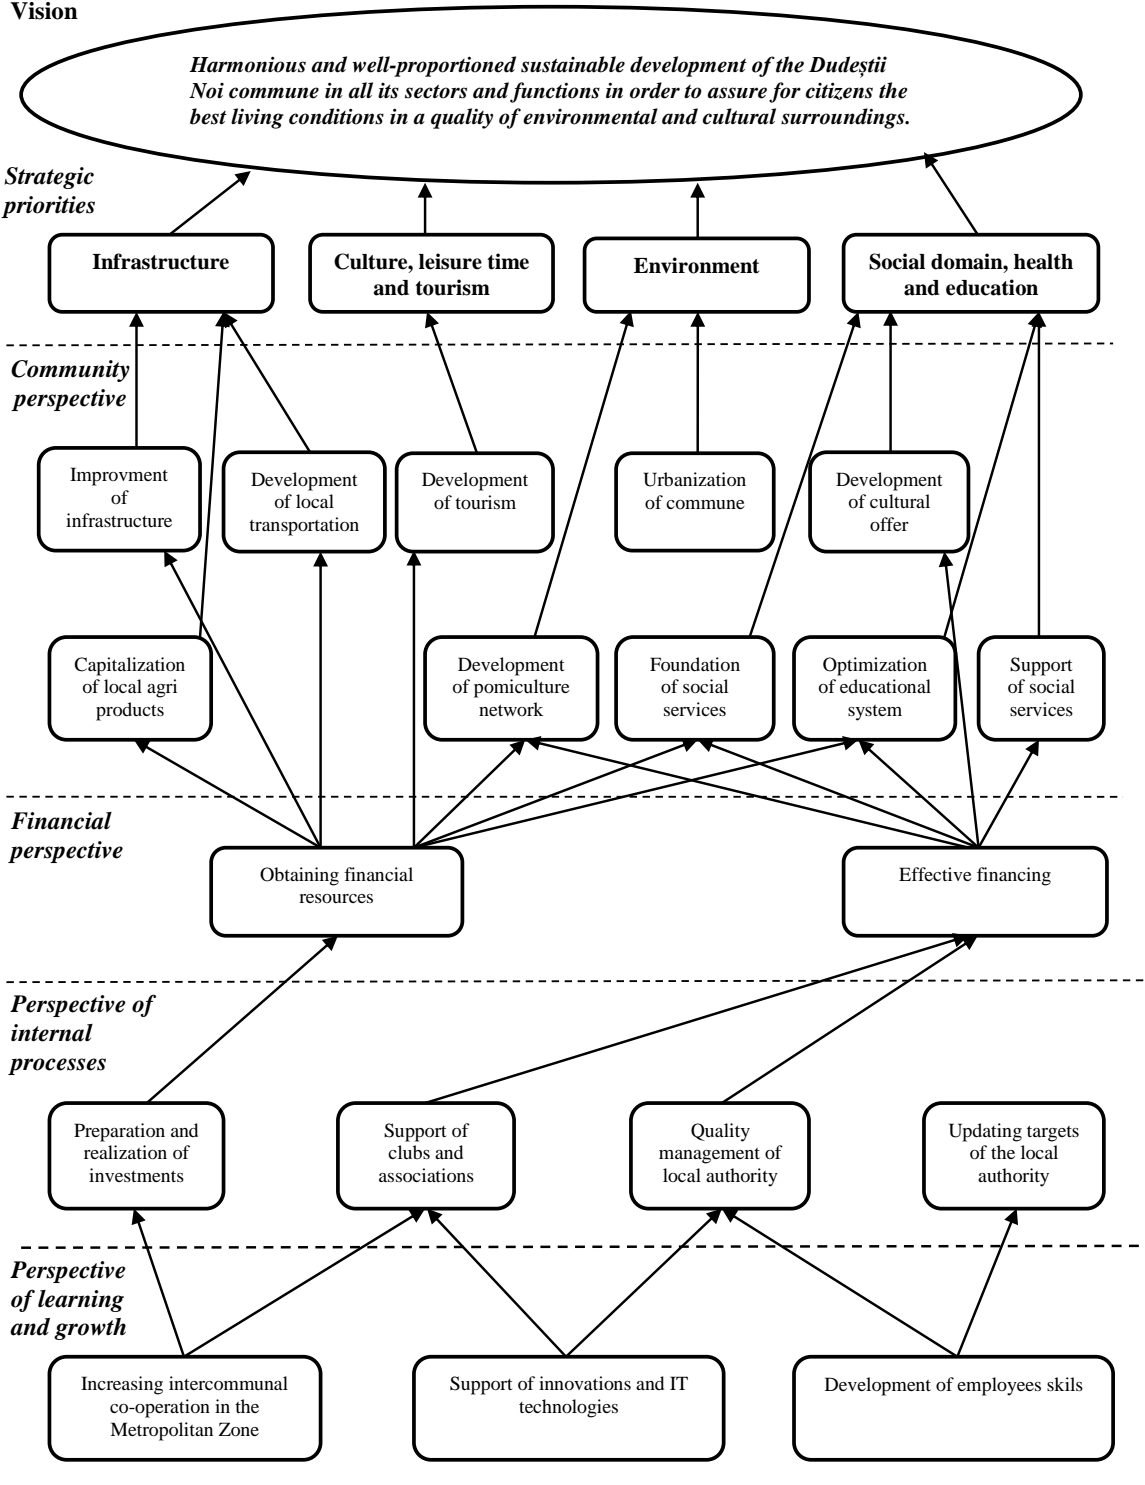 Vision
Harmonious and well-proportioned sustainable development of the Dudeștii
Noi commune in all its sectors and functions in order to assure for citizens the
best living conditions in a quality of environmental and cultural surroundings.
Strategic
priorities
Infrastructure
Culture, leisure time
and tourism
Environment
Social domain, health
and education
Community
perspective
Improvment
of
infrastructure
Development
of local
transportation
Development
of tourism
Urbanization
of commune
Development
of cultural
offer
Capitalization
of local agri
products
Development
of pomiculture
network
Foundation
of social
services
Optimization
of educational
system
Support
of social
services
Financial
perspective
Obtaining financial
resources
Effective financing
Perspective of
internal
processes
Preparation and
realization of
investments
Support of
clubs and
associations
Quality
management of
local authority
Updating targets
of the local
authority
Perspective
of learning
and growth
Increasing intercommunal
co-operation in the
Metropolitan Zone
Support of innovations and IT
technologies
Development of employees skils